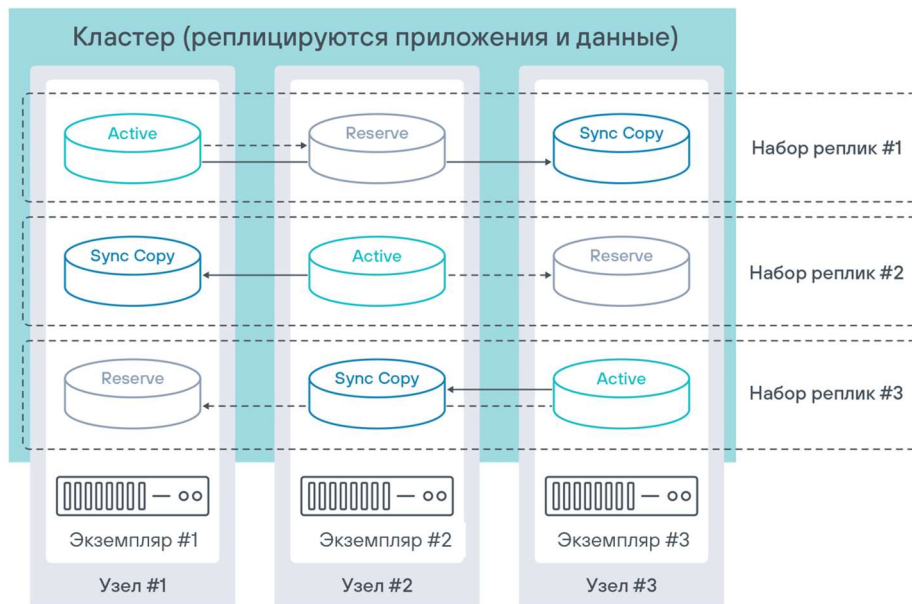 Кластер (реплицируются приложения и данные)
Active
Reserve
Sync Copy
Набор реплик #1
Sync Copy
Active
Reserve
Набор реплик #2
Reserve
Sync Copy
Active
Набор реплик #3
Экземпляр #1
Экземпляр #2
Экземпляр #3
Узел #1
Узел #2
Узел #3